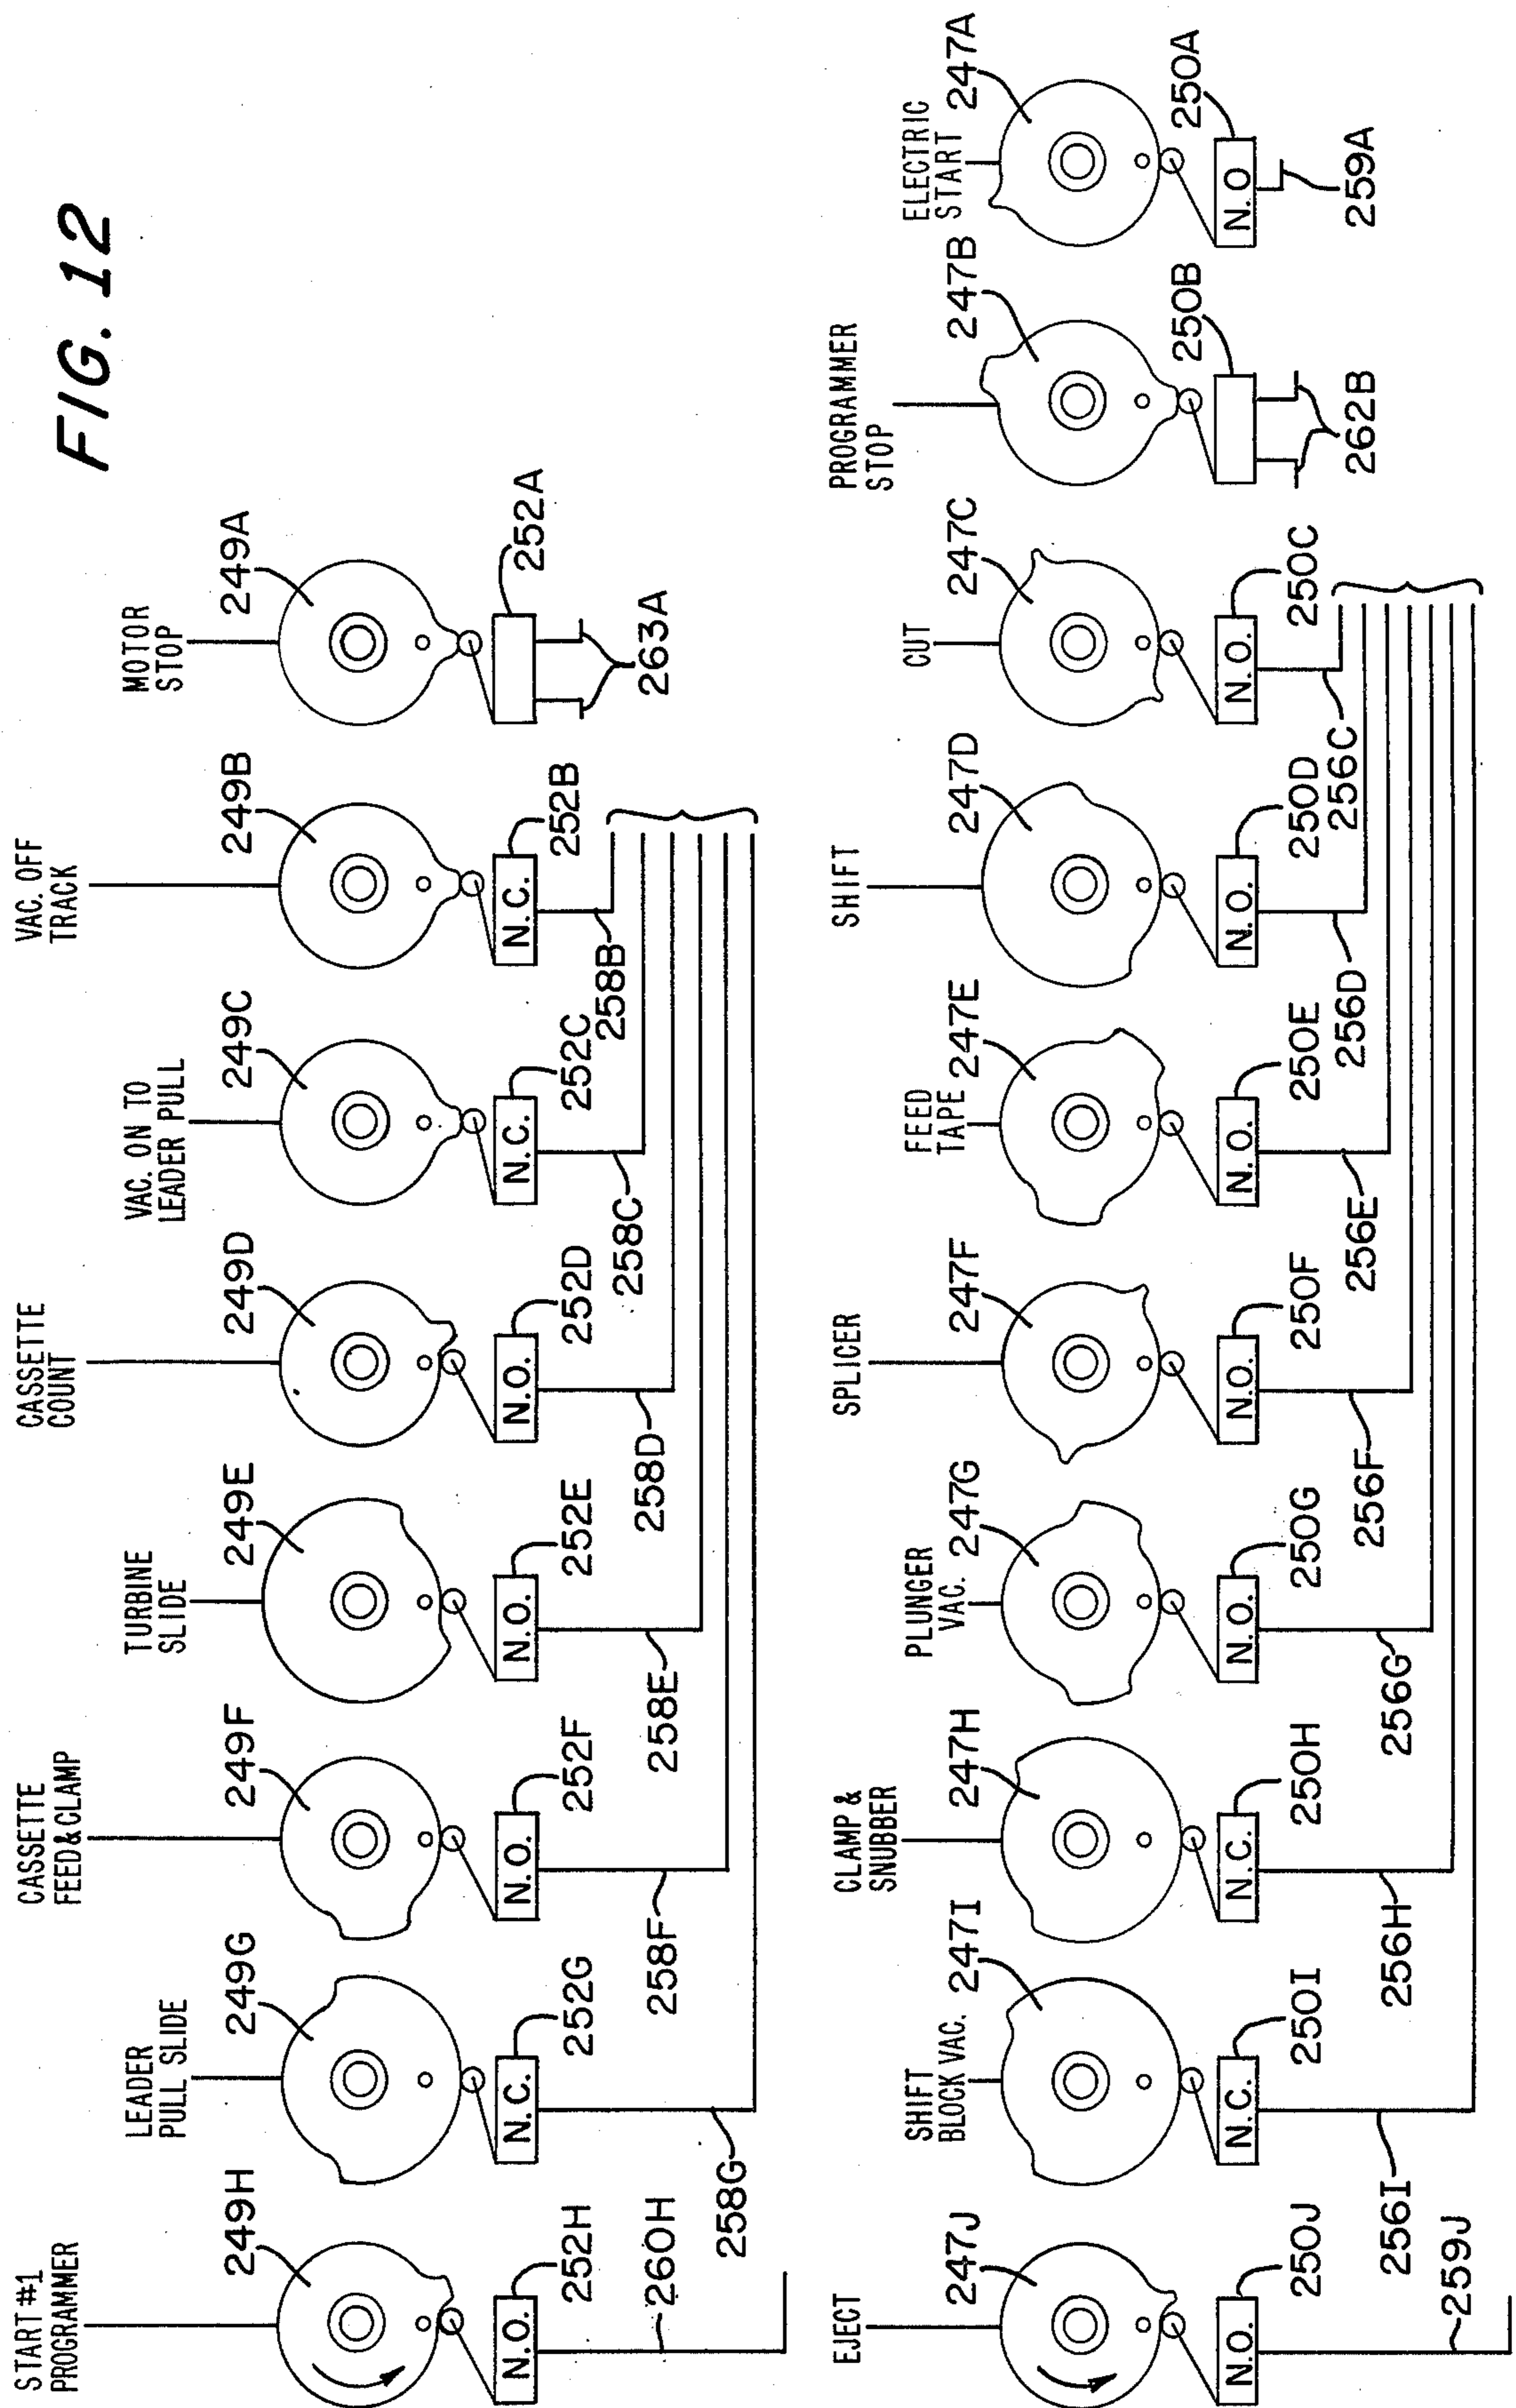 FIG. 12
START #1
PROGRAMMER
249H
252H
N.O.
260H
LEADER
PULL SLIDE
249G
252G
N.C.
258G
CASSETTE
FEED & CLAMP
249F
252F
N.O.
258F
TURBINE
SLIDE
249E
252E
N.O.
258E
CASSETTE
COUNT
249D
252D
N.O.
258D
VAC. ON TO
LEADER PULL
249C
252C
N.C.
258C
VAC. OFF
TRACK
249B
252B
N.C.
258B
MOTOR
STOP
249A
252A
263A
EJECT
247J
250J
N.O.
259J
SHIFT
BLOCK VAC.
247I
250I
N.C.
256I
CLAMP &
SNUBBER
247H
250H
N.C.
256H
PLUNGER
VAC.
247G
250G
N.O.
256G
SPLICER
247F
250F
N.O.
256F
FEED
TAPE
247E
250E
N.O.
256E
SHIFT
247D
250D
N.O.
256D
CUT
247C
250C
N.O.
256C
PROGRAMMER
STOP
247B
250B
262B
ELECTRIC
START
247A
250A
N.O
259A